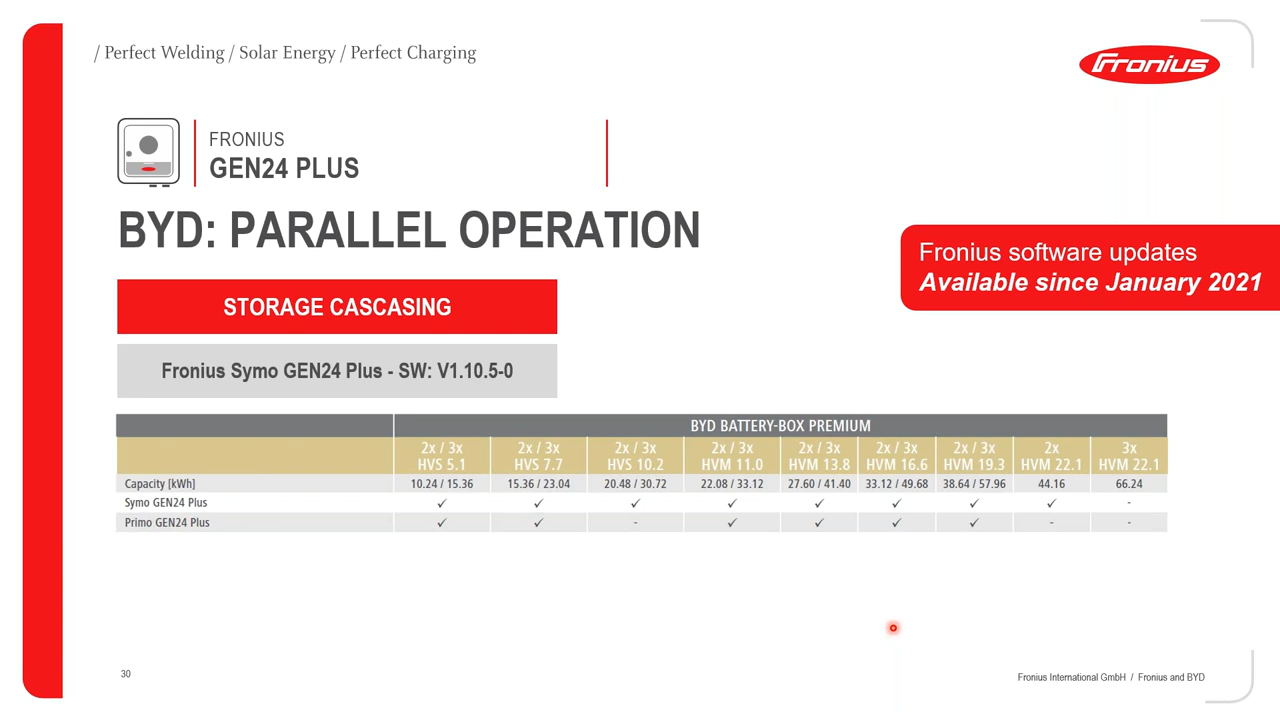 / Perfect Welding / Solar Energy / Perfect Charging
Fronius
FRONIUS
GEN24 PLUS
BYD: PARALLEL OPERATION
Fronius software updates
Available since January 2021
STORAGE CASCASING
Fronius Symo GEN24 Plus - SW: V1.10.5-0
BYD BATTERY-BOX PREMIUM
2x / 3x HVS 5.1 2x / 3x HVS 7.7 2x / 3x HVS 10.2 2x / 3x HVM 11.0 2x / 3x HVM 13.8 2x / 3x HVM 16.6 2x / 3x HVM 19.3 2x HVM 22.1 3x HVM 22.1
Capacity [kWh] 10.24 / 15.36 15.36 / 23.04 20.48 / 30.72 22.08 / 33.12 27.60 / 41.40 33.12 / 49.68 38.64 / 57.96 44.16 66.24
Symo GEN24 Plus ✓ ✓ ✓ ✓ ✓ ✓ ✓ ✓ -
Primo GEN24 Plus ✓ ✓ - ✓ ✓ ✓ ✓ - -
30
Fronius International GmbH / Fronius and BYD